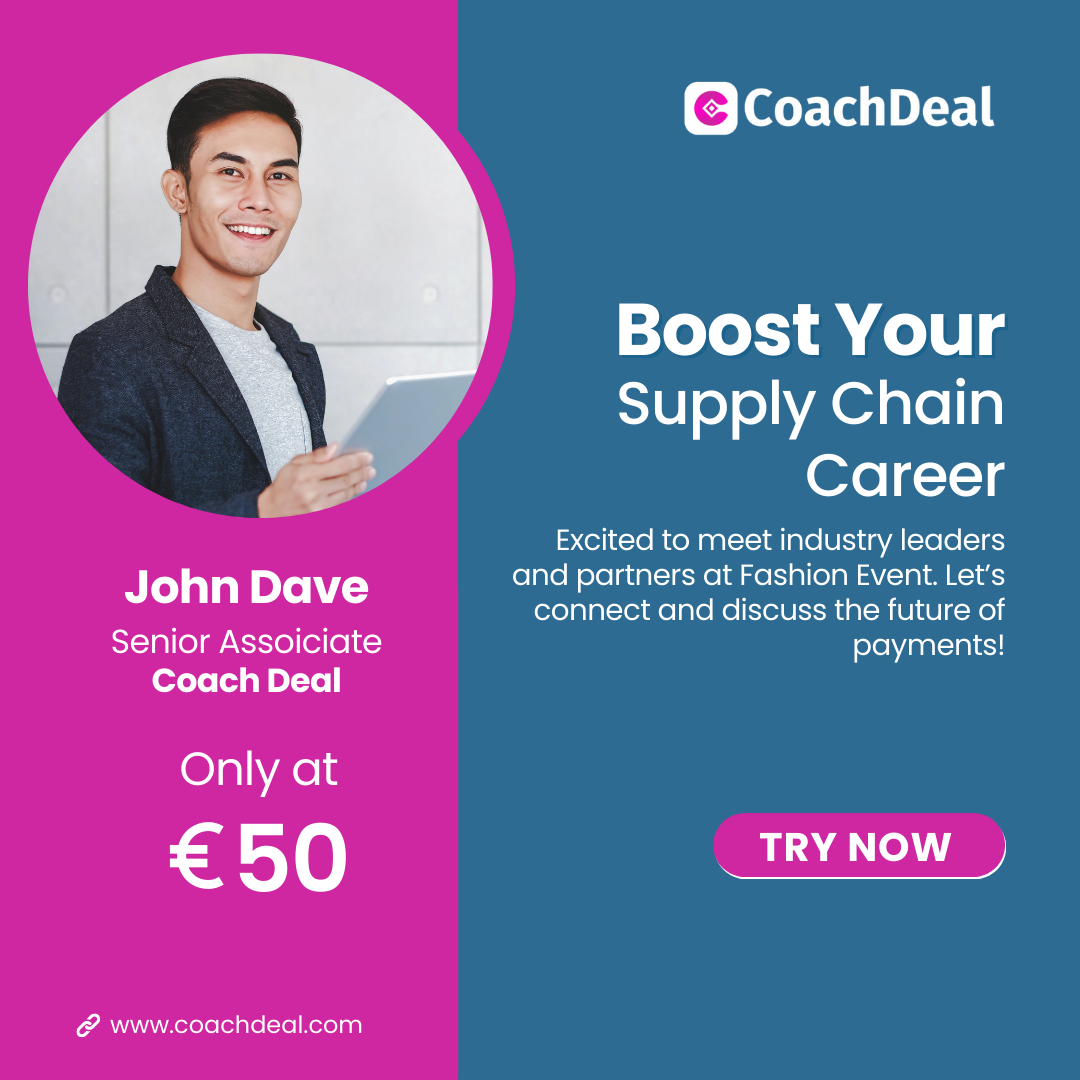 CoachDeal
Boost Your
Supply Chain
Career
Excited to meet industry leaders
and partners at Fashion Event. Let’s
connect and discuss the future of
payments!
John Dave
Senior Assoiciate
Coach Deal
Only at
€50
TRY NOW
www.coachdeal.com